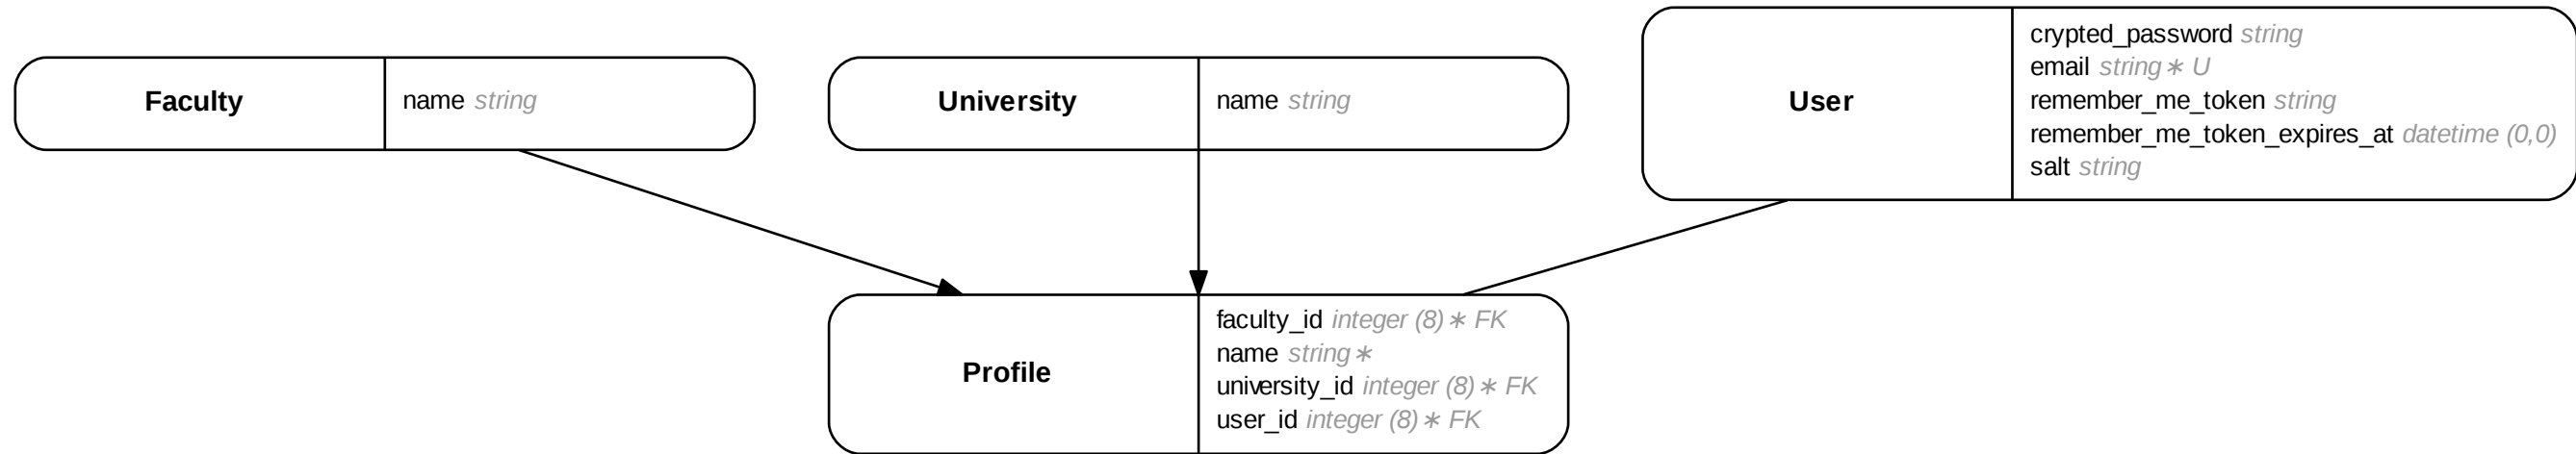 Faculty
name string
University
name string
User
crypted_password string
email string∗ U
remember_me_token string
remember_me_token_expires_at datetime (0,0)
salt string
Profile
faculty_id integer (8)∗ FK
name string∗
university_id integer (8)∗ FK
user_id integer (8)∗ FK